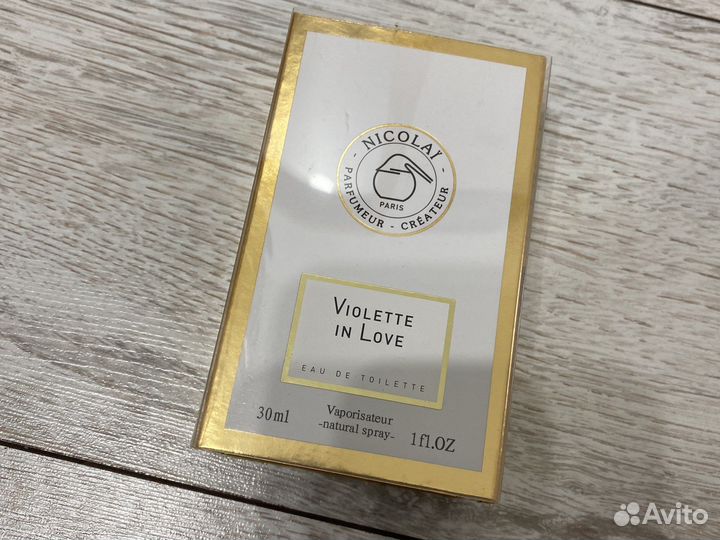 - NICOLAÏ -
PARFUMEUR - CRÉATEUR
PARIS
VIOLETTE
IN LOVE
EAU DE TOILETTE
30ml
Vaporisateur
-natural spray-
1fl.OZ
Avito